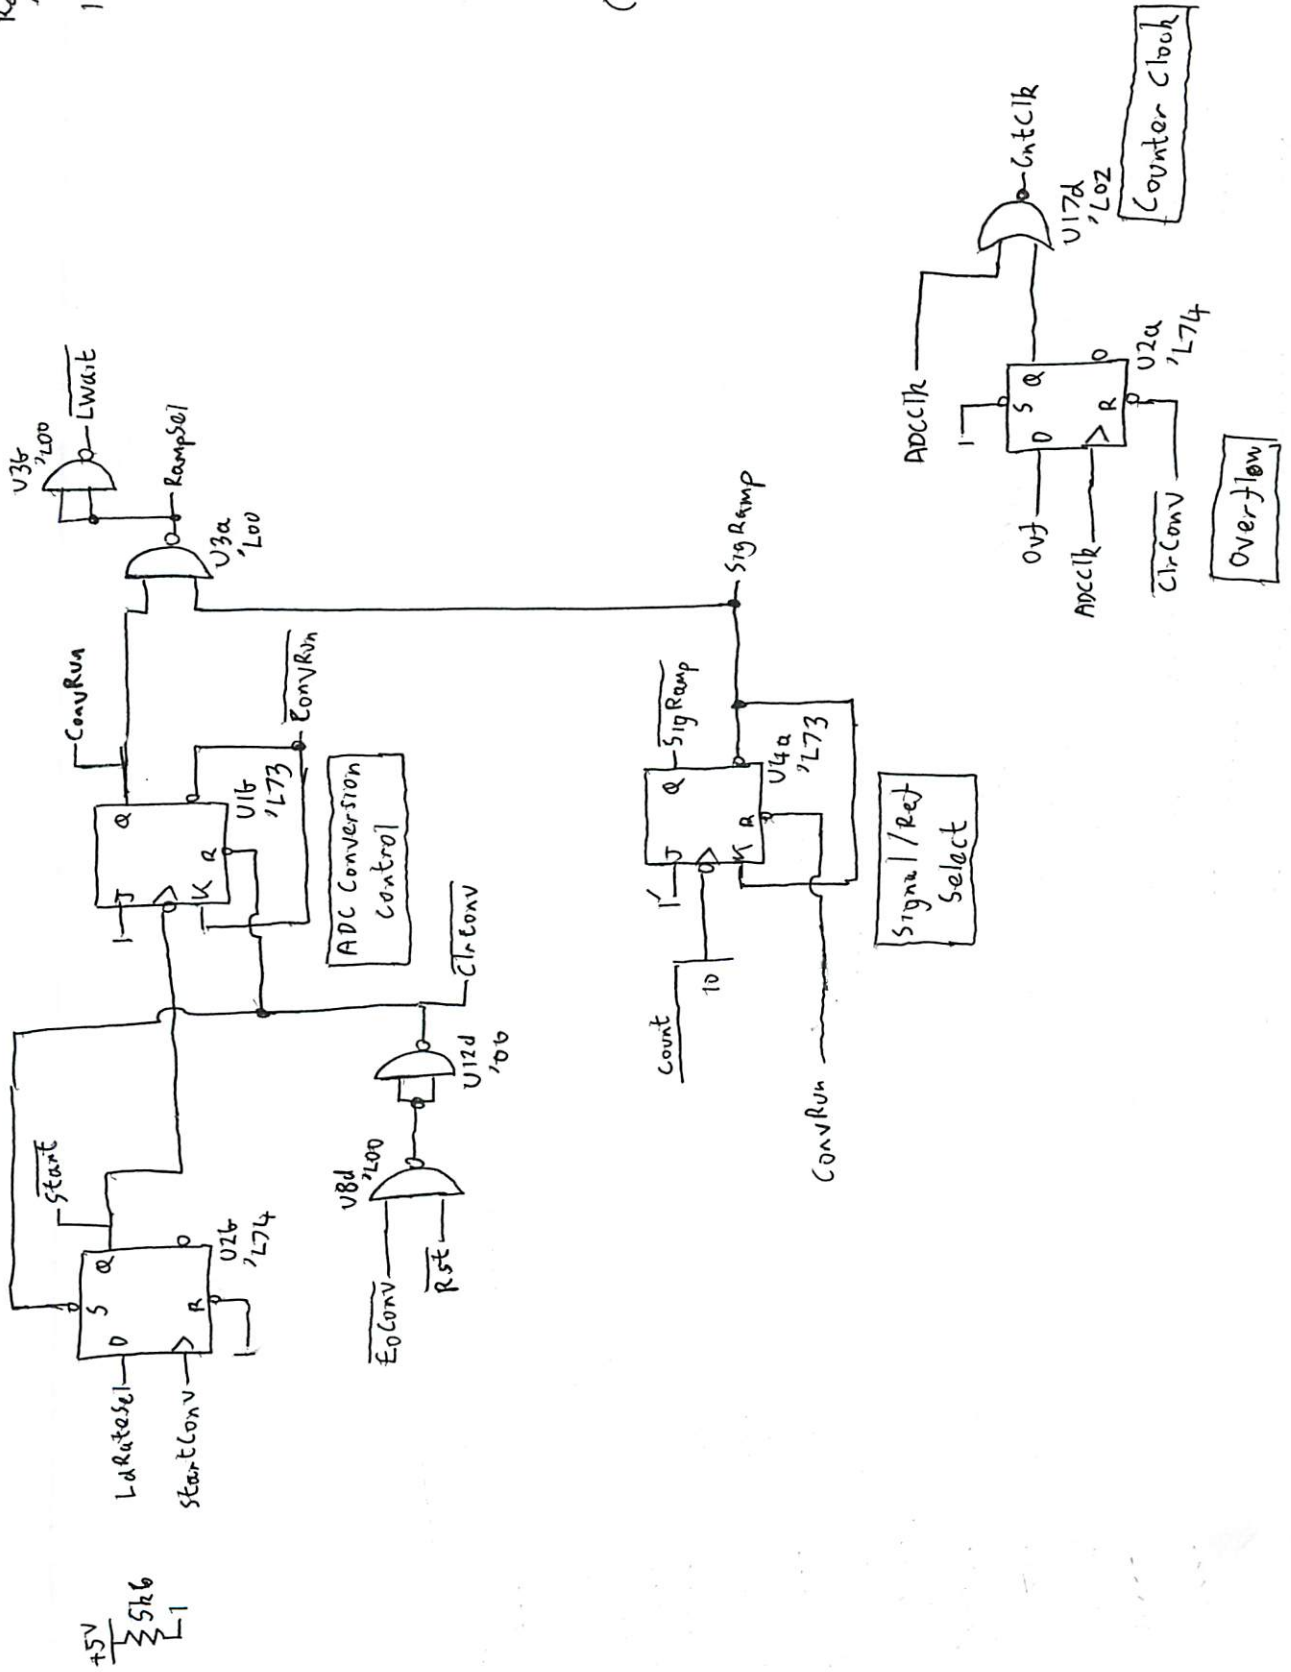 +5V
5k6
1
LdRateSel
StartConv
D
S
Q
R
1
U2b
'L74
Start
EoConv
Rst
U8d
'L00
U12d
'06
ClrConv
1
J
K
Q
R
U1b
'L73
ConvRun
ConvRun
ADC Conversion
Control
U3a
'L00
U3b
'L00
LWait
RampSel
Count
10
ConvRun
1
J
K
Q
R
U4a
'L73
SigRamp
SigRamp
Signal/Ref
Select
Ovf
ADCClk
ClrConv
1
D
S
Q
R
U2a
'L74
Overflow
ADCClk
CntClk
U17d
'L02
Counter Clock